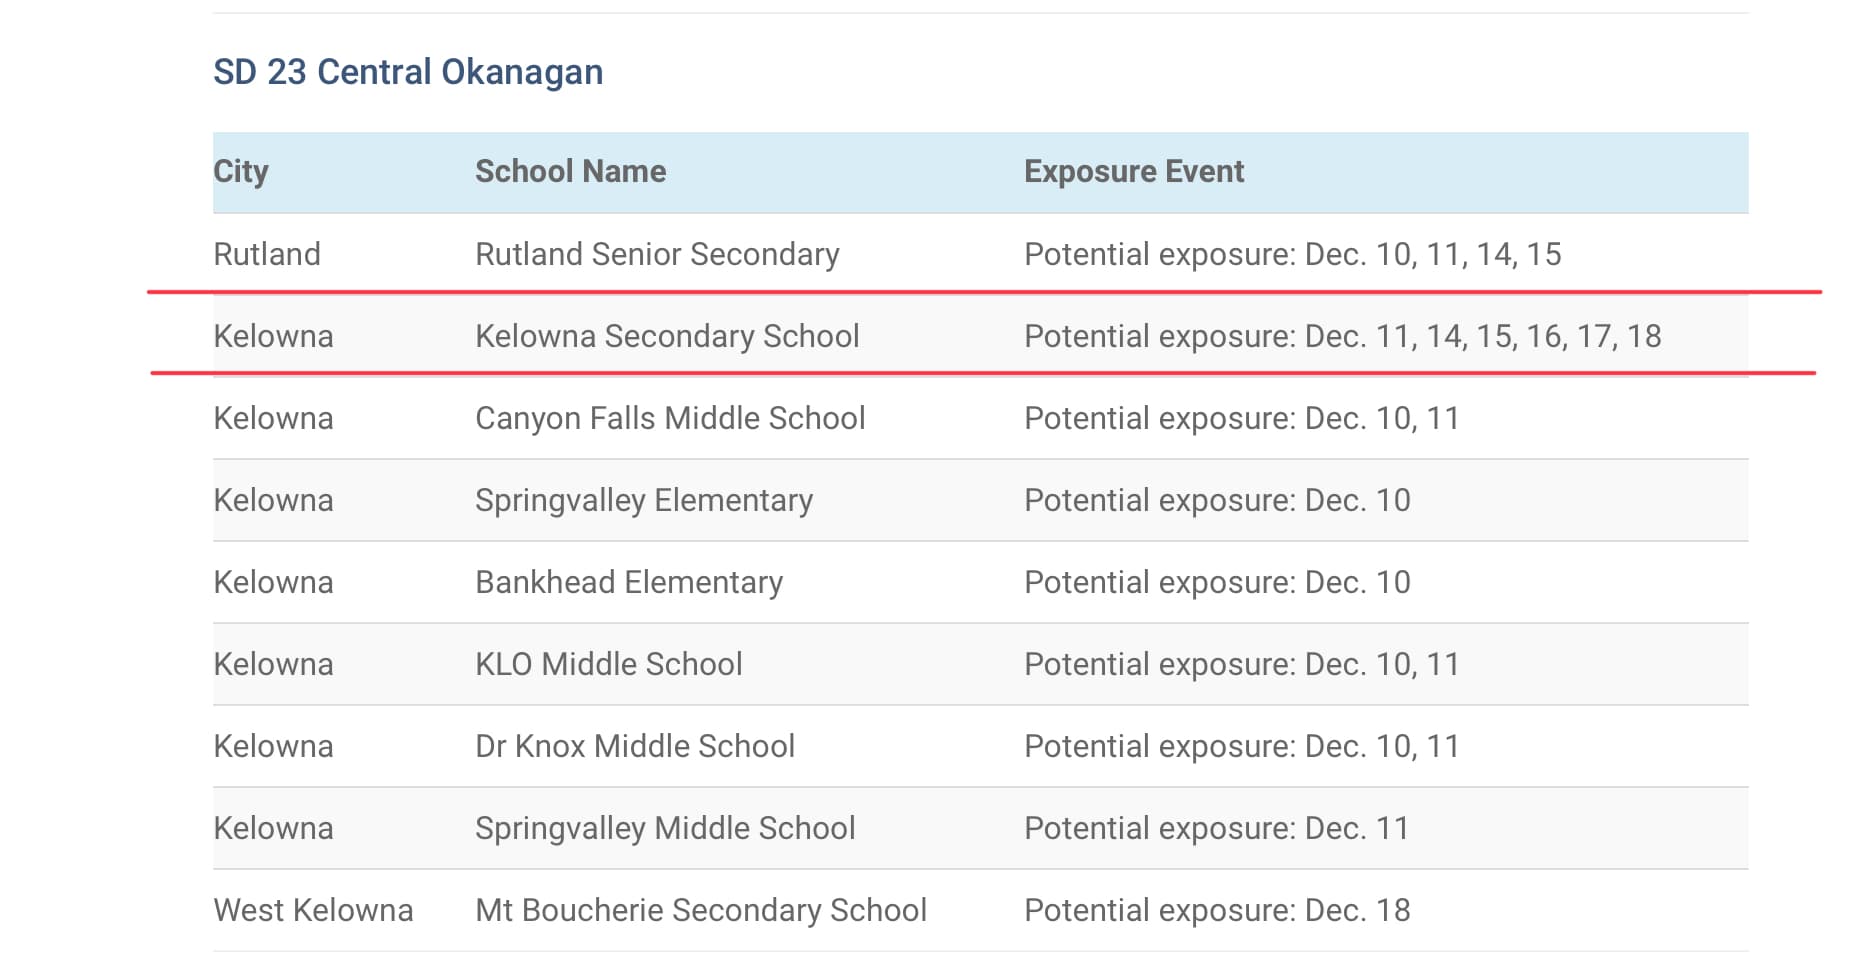 SD 23 Central Okanagan
City School Name Exposure Event
Rutland Rutland Senior Secondary Potential exposure: Dec. 10, 11, 14, 15
Kelowna Kelowna Secondary School Potential exposure: Dec. 11, 14, 15, 16, 17, 18
Kelowna Canyon Falls Middle School Potential exposure: Dec. 10, 11
Kelowna Springvalley Elementary Potential exposure: Dec. 10
Kelowna Bankhead Elementary Potential exposure: Dec. 10
Kelowna KLO Middle School Potential exposure: Dec. 10, 11
Kelowna Dr Knox Middle School Potential exposure: Dec. 10, 11
Kelowna Springvalley Middle School Potential exposure: Dec. 11
West Kelowna Mt Boucherie Secondary School Potential exposure: Dec. 18